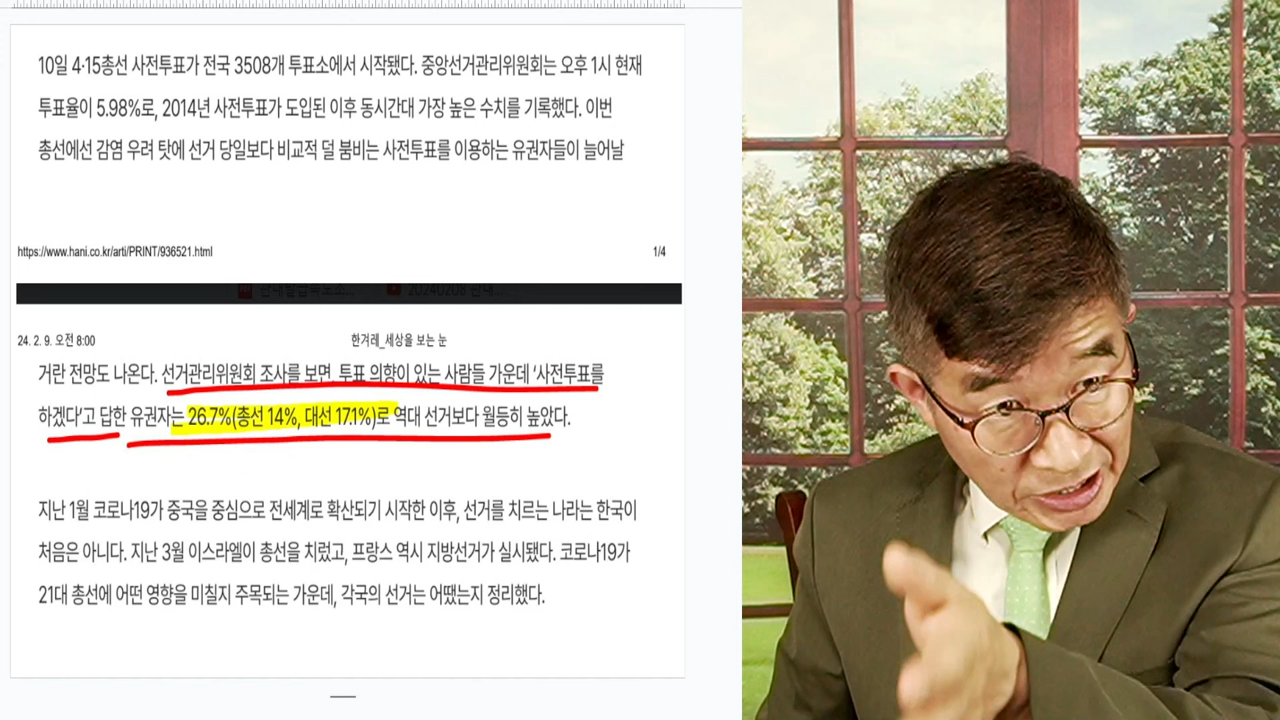 10일 4·15총선 사전투표가 전국 3508개 투표소에서 시작됐다. 중앙선거관리위원회는 오후 1시 현재
투표율이 5.98%로, 2014년 사전투표가 도입된 이후 동시간대 가장 높은 수치를 기록했다. 이번
총선에선 감염 우려 탓에 선거 당일보다 비교적 덜 붐비는 사전투표를 이용하는 유권자들이 늘어날
https://www.hani.co.kr/arti/PRINT/936521.html 1/4
24. 2. 9. 오전 8:00 한겨레_세상을 보는 눈
거란 전망도 나온다. 선거관리위원회 조사를 보면, 투표 의향이 있는 사람들 가운데 ‘사전투표를
하겠다’고 답한 유권자는 26.7%(총선 14%, 대선 17.1%)로 역대 선거보다 월등히 높았다.
지난 1월 코로나19가 중국을 중심으로 전세계로 확산되기 시작한 이후, 선거를 치르는 나라는 한국이
처음은 아니다. 지난 3월 이스라엘이 총선을 치렀고, 프랑스 역시 지방선거가 실시됐다. 코로나19가
21대 총선에 어떤 영향을 미칠지 주목되는 가운데, 각국의 선거는 어땠는지 정리했다.